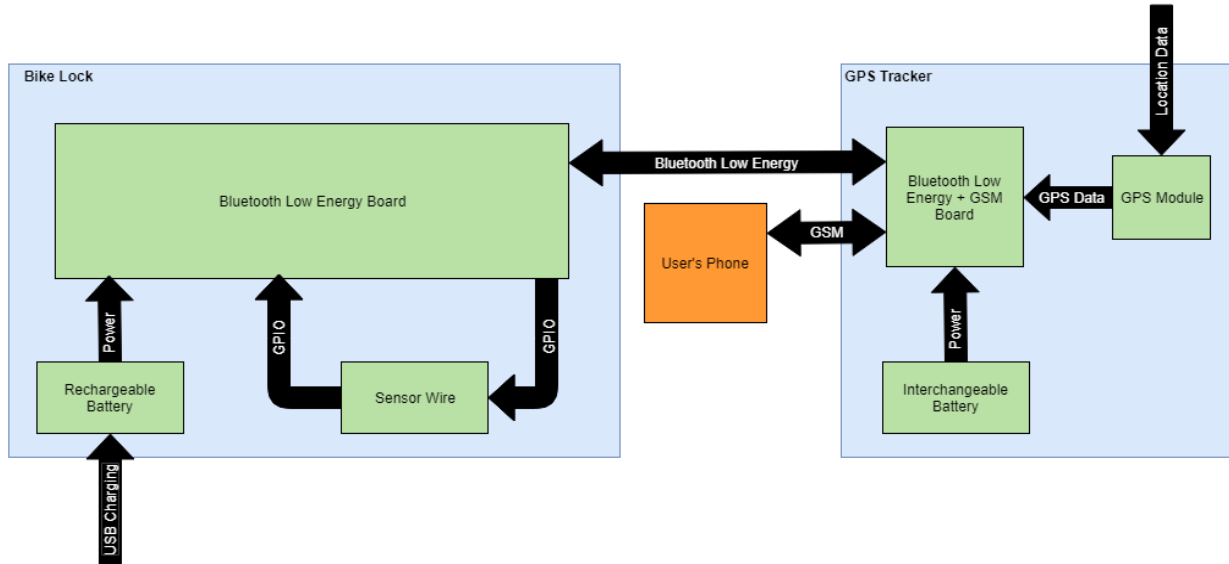 Location Data
Bike Lock
GPS Tracker
Bluetooth Low Energy Board
Bluetooth Low Energy
Bluetooth Low
Energy + GSM
Board
GPS Data
GPS Module
GSM
User's Phone
Power
GPIO
GPIO
Power
Rechargeable
Battery
Sensor Wire
Interchangeable
Battery
USB Charging